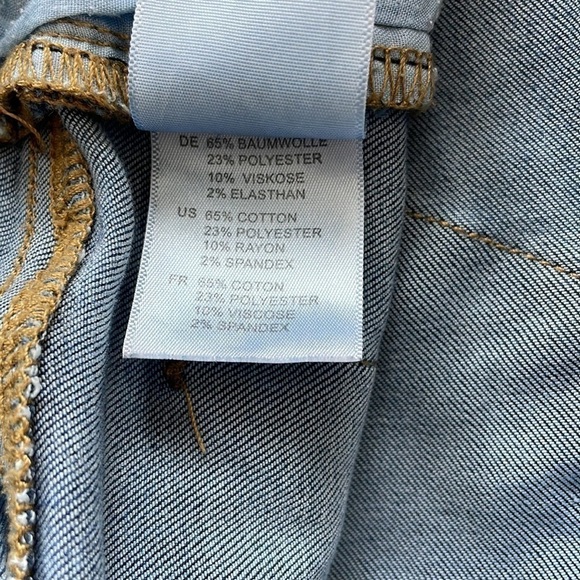 DE 65% BAUMWOLLE
23% POLYESTER
10% VISKOSE
2% ELASTHAN
US 65% COTTON
23% POLYESTER
10% RAYON
2% SPANDEX
FR 65% COTON
23% POLYESTER
10% VISCOSE
2% SPANDEX